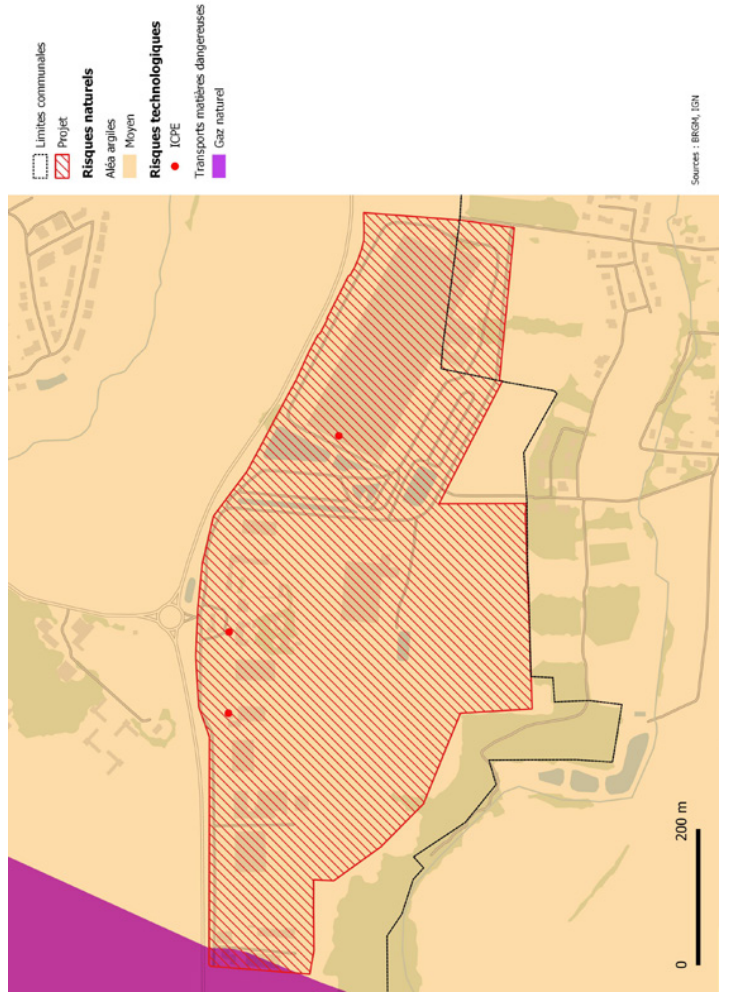 Limites communales
Projet
Risques naturels
Aléa argiles
Moyen
Risques technologiques
ICPE
Transports matières dangereuses
Gaz naturel
Sources : BRGM, IGN
0
200 m